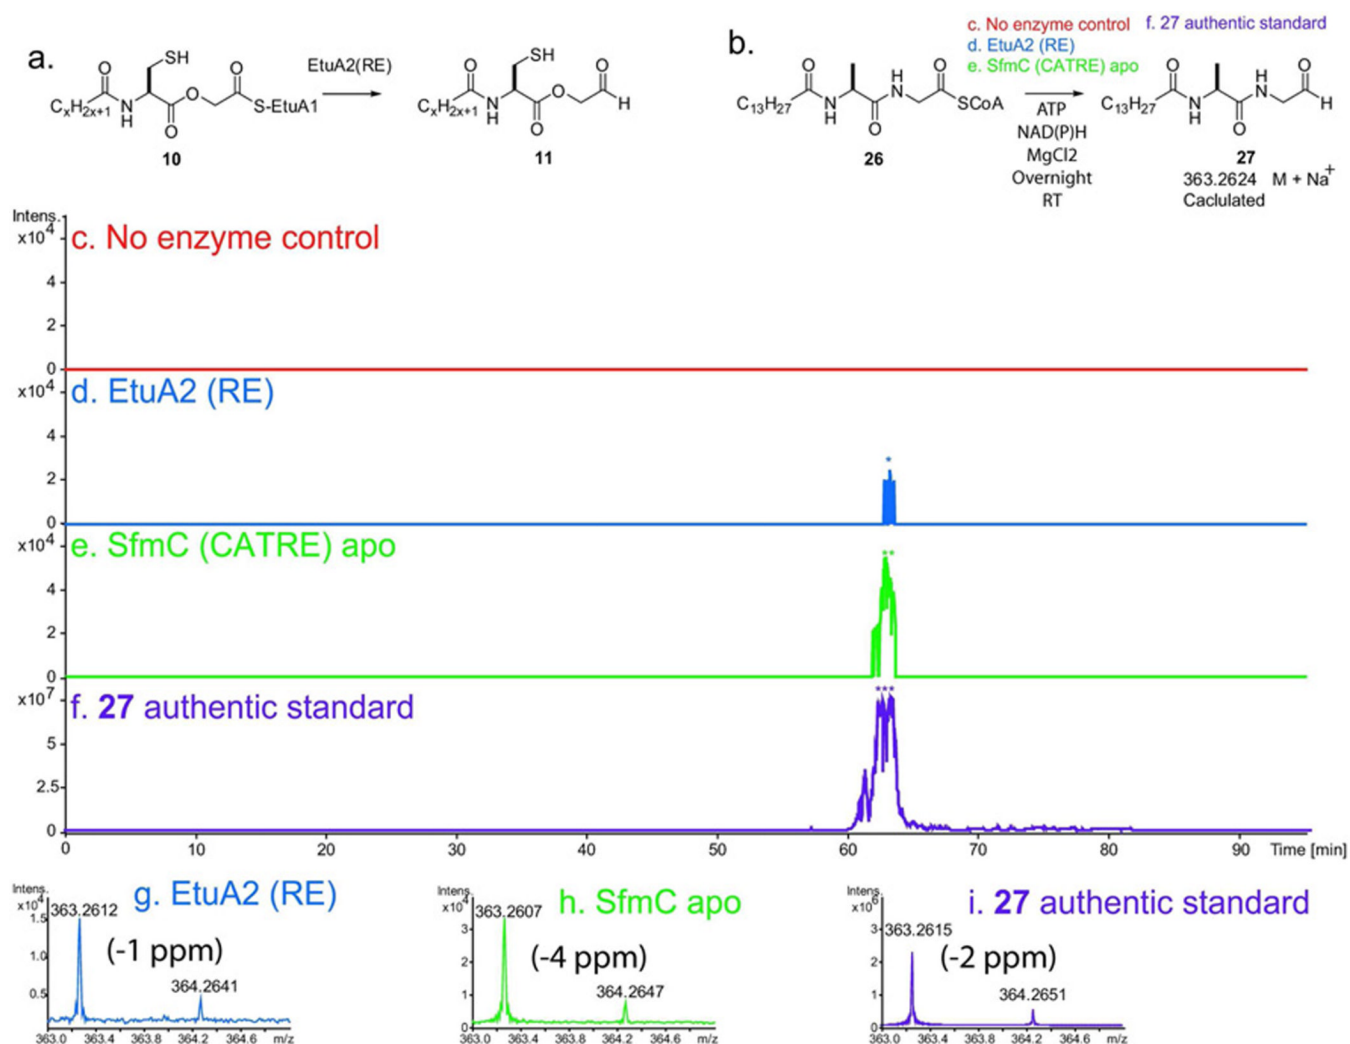 a.
SH
O
O
CxH2x+1
N
H
O
O
S-EtuA1
10
EtuA2(RE)
SH
O
O
CxH2x+1
N
H
O
O
H
11
b.
c. No enzyme control f. 27 authentic standard
d. EtuA2 (RE)
e. SfmC (CATRE) apo
O
H
N
O
C13H27
N
H
O
SCoA
26
ATP
NAD(P)H
MgCl2
Overnight
RT
O
H
N
O
C13H27
N
H
O
H
27
363.2624 M + Na+
Caclulated
Intens.
x10^4
c. No enzyme control
4
2
0
x10^4
d. EtuA2 (RE)
*
4
2
0
x10^4
e. SfmC (CATRE) apo
* *
4
2
0
x10^7
f. 27 authentic standard
* * *
5
2.5
0
0 10 20 30 40 50 60 70 80 90 Time [min]
Intens.
x10^4
g. EtuA2 (RE)
1.5
363.2612
(-1 ppm)
1.0
364.2641
0.5
363.0 363.4 363.8 364.2 364.6 m/z
Intens.
x10^4
h. SfmC apo
363.2607
3
(-4 ppm)
2
364.2647
1
0
363.0 363.4 363.8 364.2 364.6 m/z
Intens.
x10^6
i. 27 authentic standard
3
363.2615
(-2 ppm)
2
364.2651
1
0
363.0 363.4 363.8 364.2 364.6 m/z